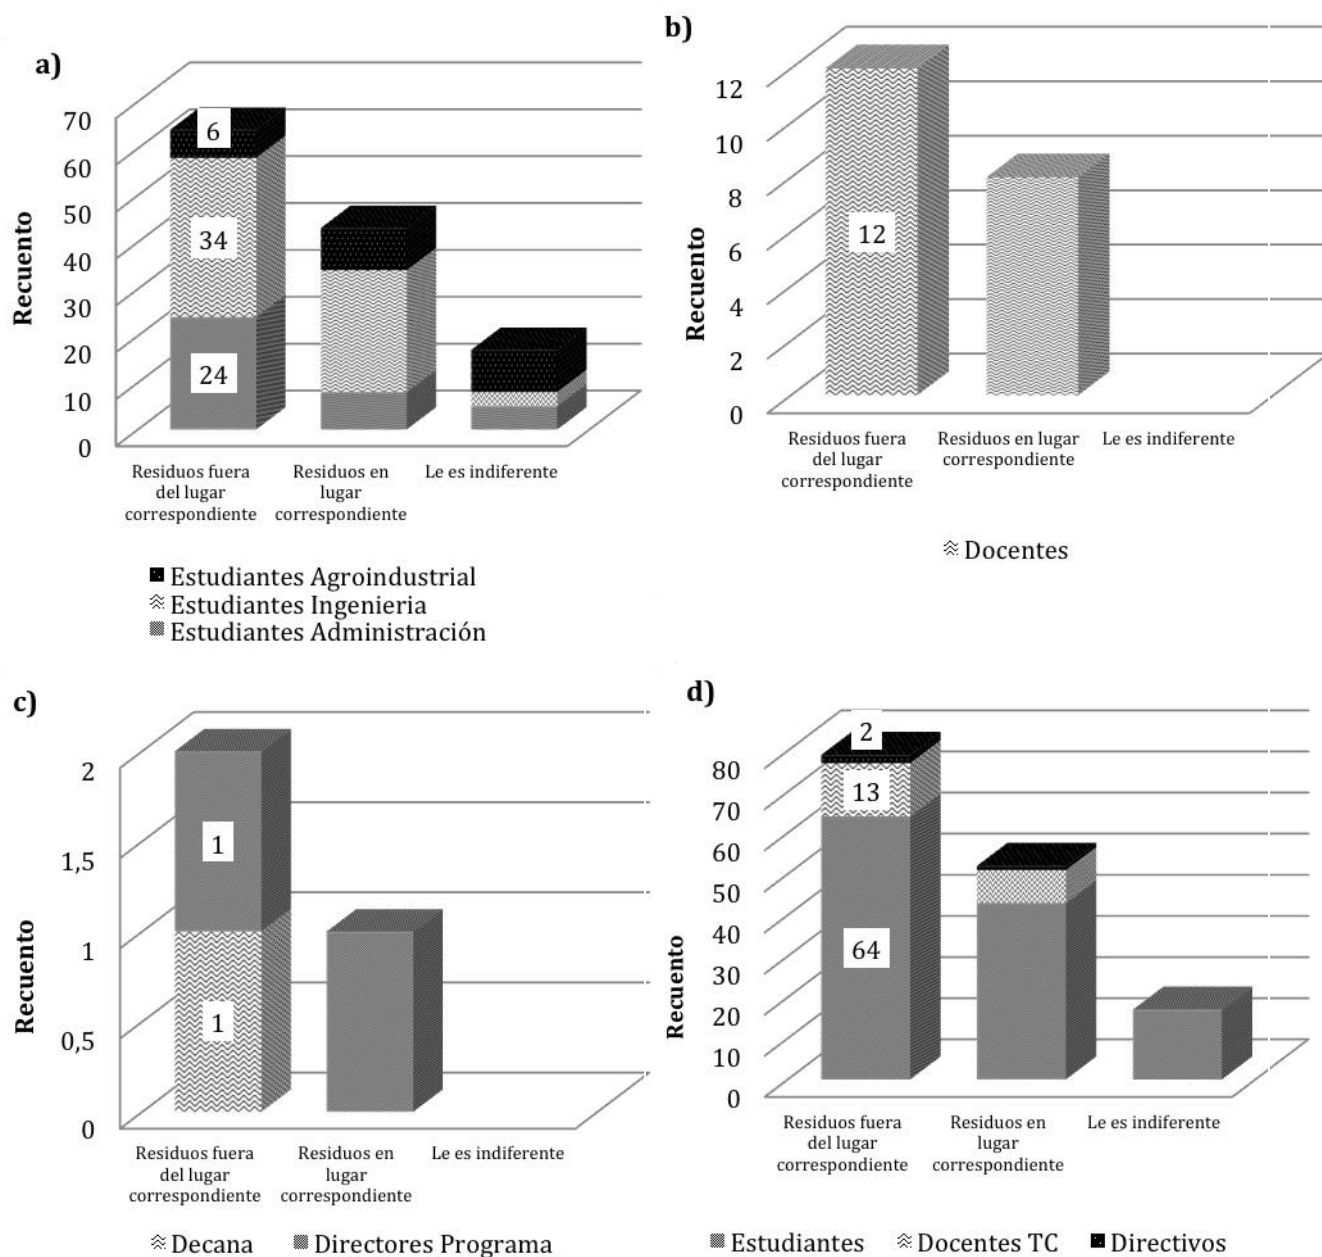 a)
70
60
50
40
30
20
10
0
Recuento
6
34
24
Residuos fuera
del lugar
correspondiente
Residuos en
lugar
correspondiente
Le es indiferente
Estudiantes Agroindustrial
Estudiantes Ingenieria
Estudiantes Administración
b)
12
10
8
6
4
2
0
Recuento
12
Residuos fuera
del lugar
correspondiente
Residuos en lugar
correspondiente
Le es indiferente
Docentes
c)
2
1,5
1
0,5
0
Recuento
1
1
Residuos fuera
del lugar
correspondiente
Residuos en
lugar
correspondiente
Le es indiferente
Decana
Directores Programa
d)
80
70
60
50
40
30
20
10
0
Recuento
2
13
64
Residuos fuera
del lugar
correspondiente
Residuos en
lugar
correspondiente
Le es indiferente
Estudiantes
Docentes TC
Directivos